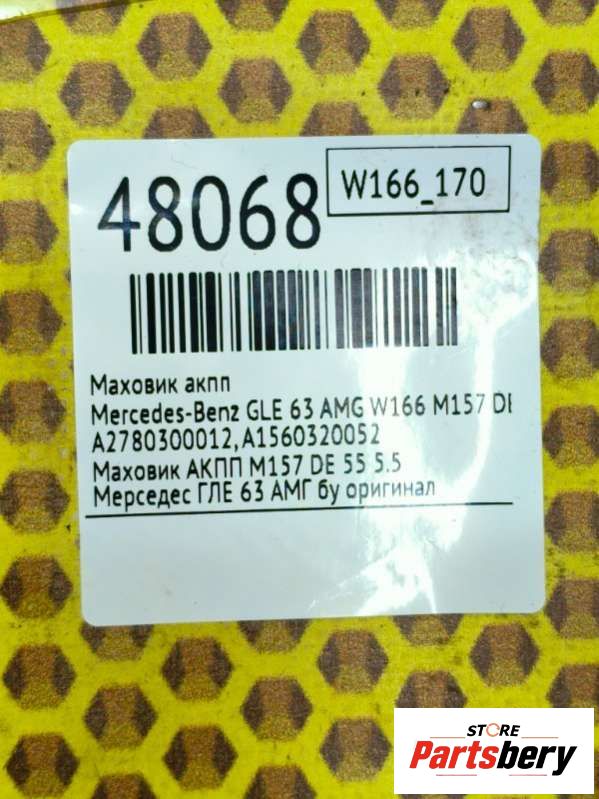 48068
W166_170
Маховик акпп
Mercedes-Benz GLE 63 AMG W166 M157 DE
A2780300012,A1560320052
Маховик АКПП M157 DE 55 5.5
Мерседес ГЛЕ 63 АМГ бу оригинал
STORE
Partsbery